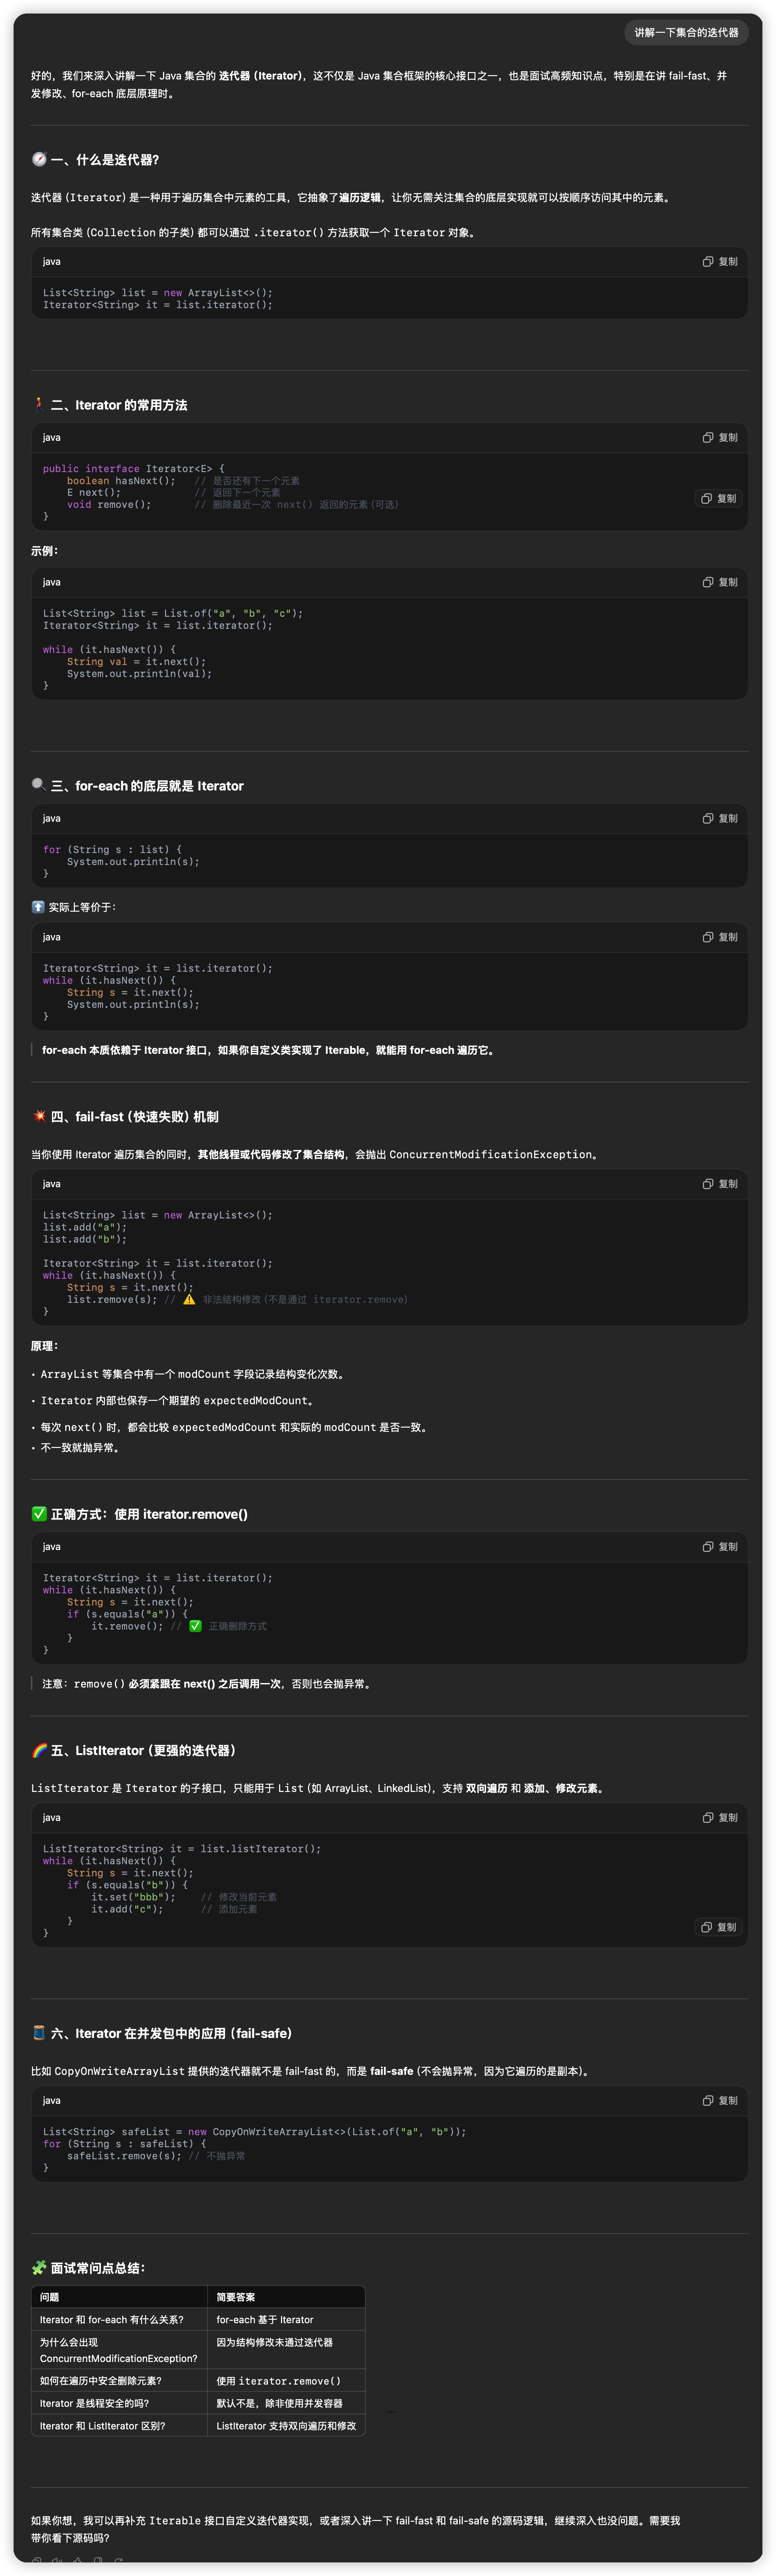 讲解一下集合的迭代器
好的，我们来深入讲解一下 Java 集合的 迭代器（Iterator），这不仅是 Java 集合框架的核心接口之一，也是面试高频知识点，特别是在讲 fail-fast、并
发修改、for-each 底层原理时。
🧭 一、什么是迭代器？
迭代器（Iterator）是一种用于遍历集合中元素的工具，它抽象了遍历逻辑，让你无需关注集合的底层实现就可以按顺序访问其中的元素。
所有集合类（Collection 的子类）都可以通过 .iterator() 方法获取一个 Iterator 对象。
java 复制
List<String> list = new ArrayList<>();
Iterator<String> it = list.iterator();
🚶 二、Iterator 的常用方法
java 复制
public interface Iterator<E> {
    boolean hasNext();   // 是否还有下一个元素
    E next();            // 返回下一个元素
    void remove();       // 删除最近一次 next() 返回的元素（可选）
复制
}
示例：
java 复制
List<String> list = List.of("a", "b", "c");
Iterator<String> it = list.iterator();
while (it.hasNext()) {
    String val = it.next();
    System.out.println(val);
}
🔍 三、for-each 的底层就是 Iterator
java 复制
for (String s : list) {
    System.out.println(s);
}
⬆️ 实际上等价于：
java 复制
Iterator<String> it = list.iterator();
while (it.hasNext()) {
    String s = it.next();
    System.out.println(s);
}
for-each 本质依赖于 Iterator 接口，如果你自定义类实现了 Iterable，就能用 for-each 遍历它。
💥 四、fail-fast（快速失败）机制
当你使用 Iterator 遍历集合的同时，其他线程或代码修改了集合结构，会抛出 ConcurrentModificationException。
java 复制
List<String> list = new ArrayList<>();
list.add("a");
list.add("b");
Iterator<String> it = list.iterator();
while (it.hasNext()) {
    String s = it.next();
    list.remove(s); // ⚠️ 非法结构修改（不是通过 iterator.remove）
}
原理：
• ArrayList 等集合中有一个 modCount 字段记录结构变化次数。
• Iterator 内部也保存一个期望的 expectedModCount。
• 每次 next() 时，都会比较 expectedModCount 和实际的 modCount 是否一致。
• 不一致就抛异常。
✅ 正确方式：使用 iterator.remove()
java 复制
Iterator<String> it = list.iterator();
while (it.hasNext()) {
    String s = it.next();
    if (s.equals("a")) {
        it.remove(); // ✅ 正确删除方式
    }
}
注意：remove() 必须紧跟在 next() 之后调用一次，否则也会抛异常。
🌈 五、ListIterator（更强的迭代器）
ListIterator 是 Iterator 的子接口，只能用于 List（如 ArrayList、LinkedList），支持 双向遍历 和 添加、修改元素。
java 复制
ListIterator<String> it = list.listIterator();
while (it.hasNext()) {
    String s = it.next();
    if (s.equals("b")) {
        it.set("bbb");    // 修改当前元素
        it.add("c");      // 添加元素
    }
复制
}
🧵 六、Iterator 在并发包中的应用（fail-safe）
比如 CopyOnWriteArrayList 提供的迭代器就不是 fail-fast 的，而是 fail-safe（不会抛异常，因为它遍历的是副本）。
java 复制
List<String> safeList = new CopyOnWriteArrayList<>(List.of("a", "b"));
for (String s : safeList) {
    safeList.remove(s); // 不抛异常
}
🧩 面试常问点总结：
问题 简要答案
Iterator 和 for-each 有什么关系？ for-each 基于 Iterator
为什么会出现 因为结构修改未通过迭代器
ConcurrentModificationException?
如何在遍历中安全删除元素？ 使用 iterator.remove()
Iterator 是线程安全的吗？ 默认不是，除非使用并发容器
Iterator 和 ListIterator 区别？ ListIterator 支持双向遍历和修改
如果你想，我可以再补充 Iterable 接口自定义迭代器实现，或者深入讲一下 fail-fast 和 fail-safe 的源码逻辑，继续深入也没问题。需要我
带你看下源码吗？